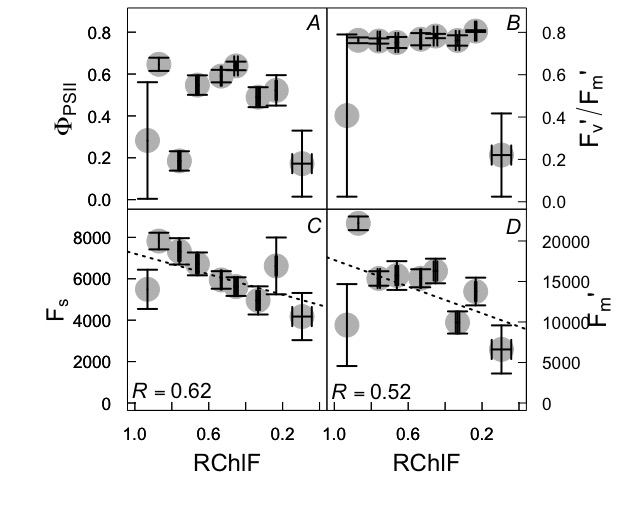 A
B
0.8
0.6
0.4
0.2
0.0
Φ_PSII
0.8
0.6
0.4
0.2
0.0
Fv'/Fm'
C
D
8000
6000
4000
2000
0
Fs
20000
15000
10000
5000
0
Fm'
R = 0.62
R = 0.52
1.0 0.6 0.2 1.0 0.6 0.2
RChlF RChlF